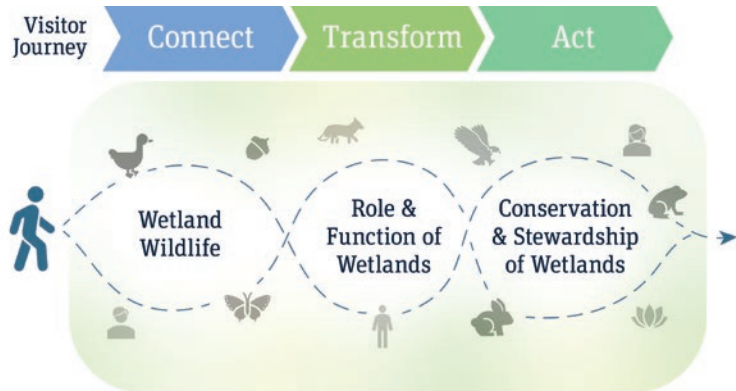 Visitor
Journey
Connect
Transform
Act
Wetland
Wildlife
Role &
Function of
Wetlands
Conservation
& Stewardship
of Wetlands